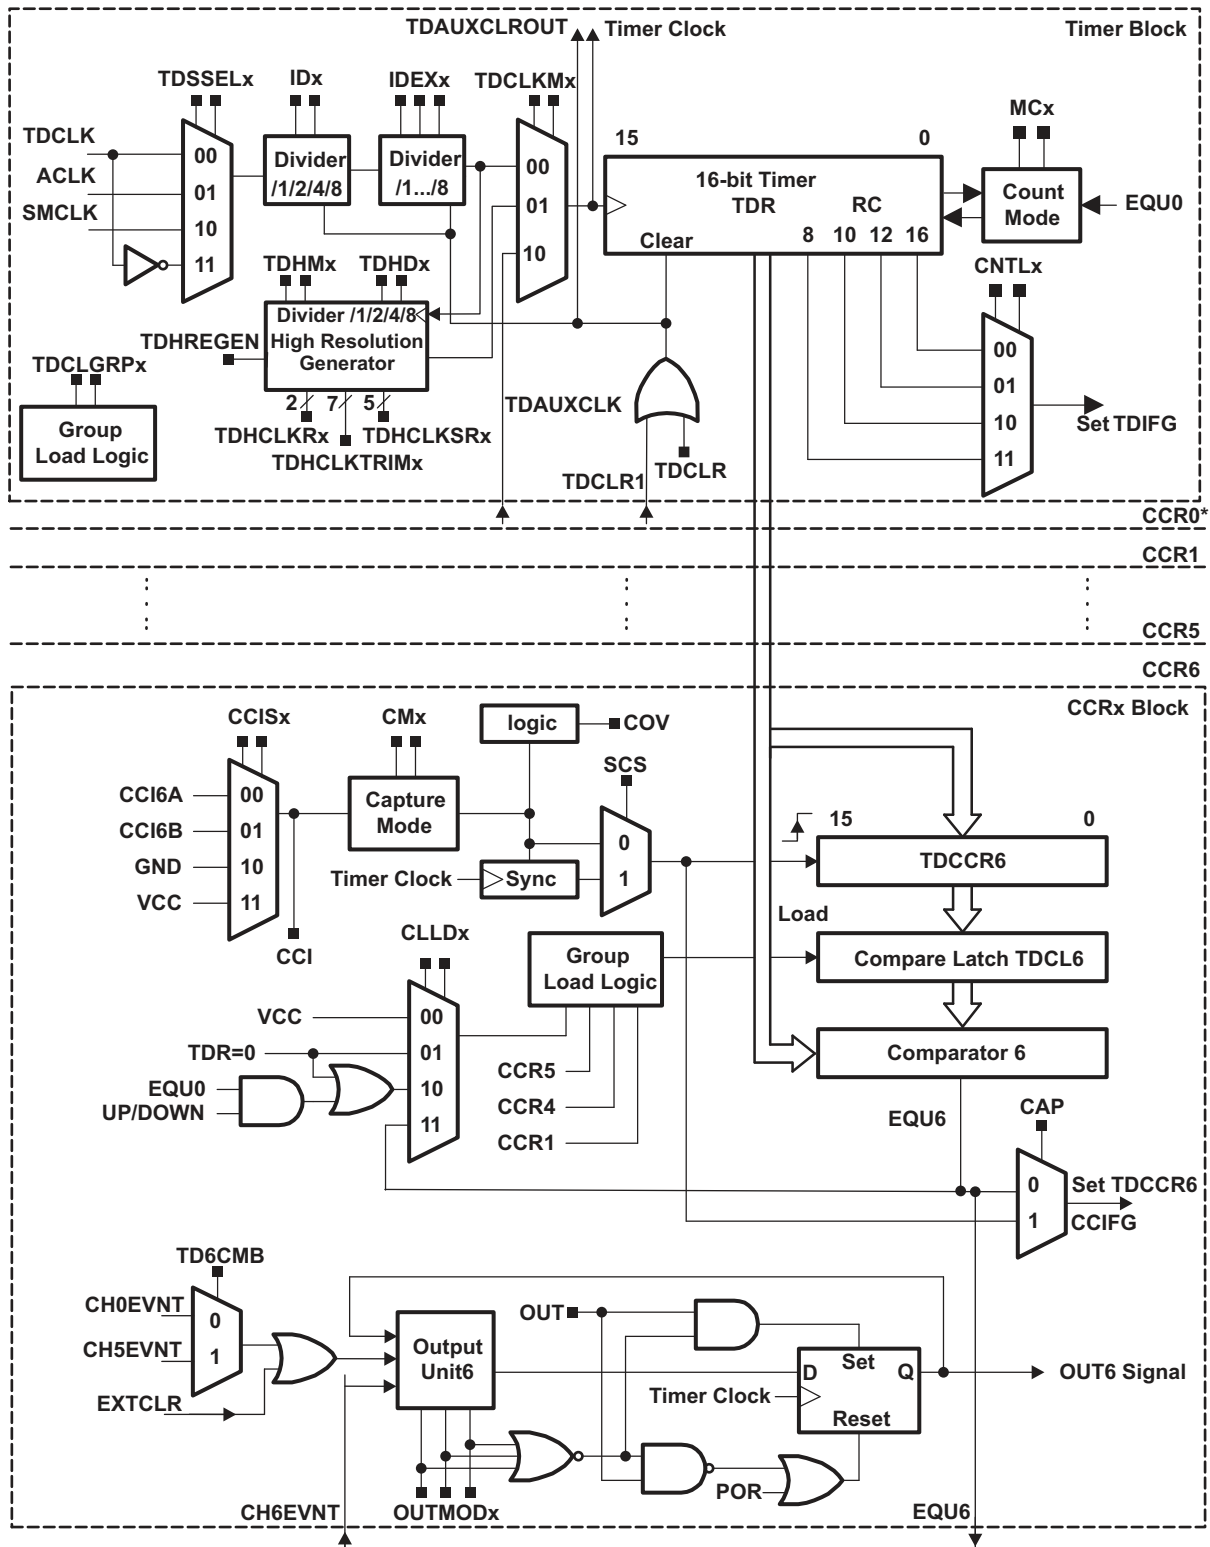 TDAUXCLROUT
Timer Clock
Timer Block
TDSSELx
IDx
IDEXx
TDCLKMx
MCx
TDCLK
ACLK
SMCLK
00
01
10
11
Divider
/1/2/4/8
Divider
/1.../8
00
01
10
15
0
16-bit Timer
TDR
RC
Clear
8
10
12
16
Count
Mode
EQU0
TDHMx
TDHDx
CNTLx
Divider /1/2/4/8
High Resolution
Generator
TDHREGEN
TDCLGRPx
Group
Load Logic
2
7
5
TDHCLKRx
TDHCLKSRx
TDHCLKTRIMx
TDAUXCLK
TDCLR1
TDCLR
00
01
10
11
Set TDIFG
CCR0*
CCR1
CCR5
CCR6
CCRx Block
CCISx
CMx
logic
COV
SCS
CCI6A
CCI6B
GND
VCC
00
01
10
11
Capture
Mode
Timer Clock
Sync
0
1
CCI
15
0
TDCCR6
Load
Compare Latch TDCL6
Comparator 6
CLLDx
Group
Load Logic
VCC
TDR=0
EQU0
UP/DOWN
00
01
10
11
CCR5
CCR4
CCR1
EQU6
CAP
0
1
Set TDCCR6
CCIFG
TD6CMB
CH0EVNT
CH5EVNT
EXTCLR
0
1
Output
Unit6
OUT
Set
D
Q
Timer Clock
Reset
OUT6 Signal
POR
CH6EVNT
OUTMODx
EQU6